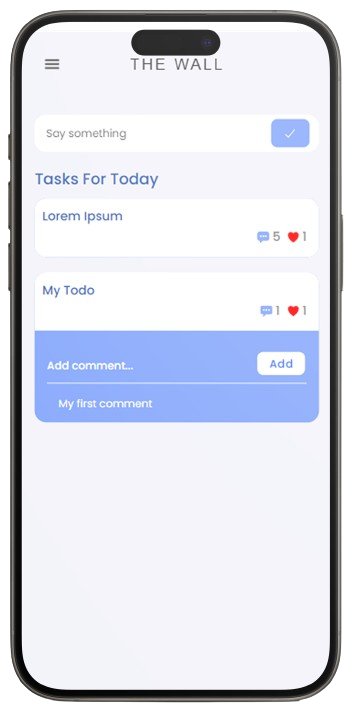 THE WALL
Say something
Tasks For Today
Lorem Ipsum
5 1
My Todo
1 1
Add comment... Add
My first comment